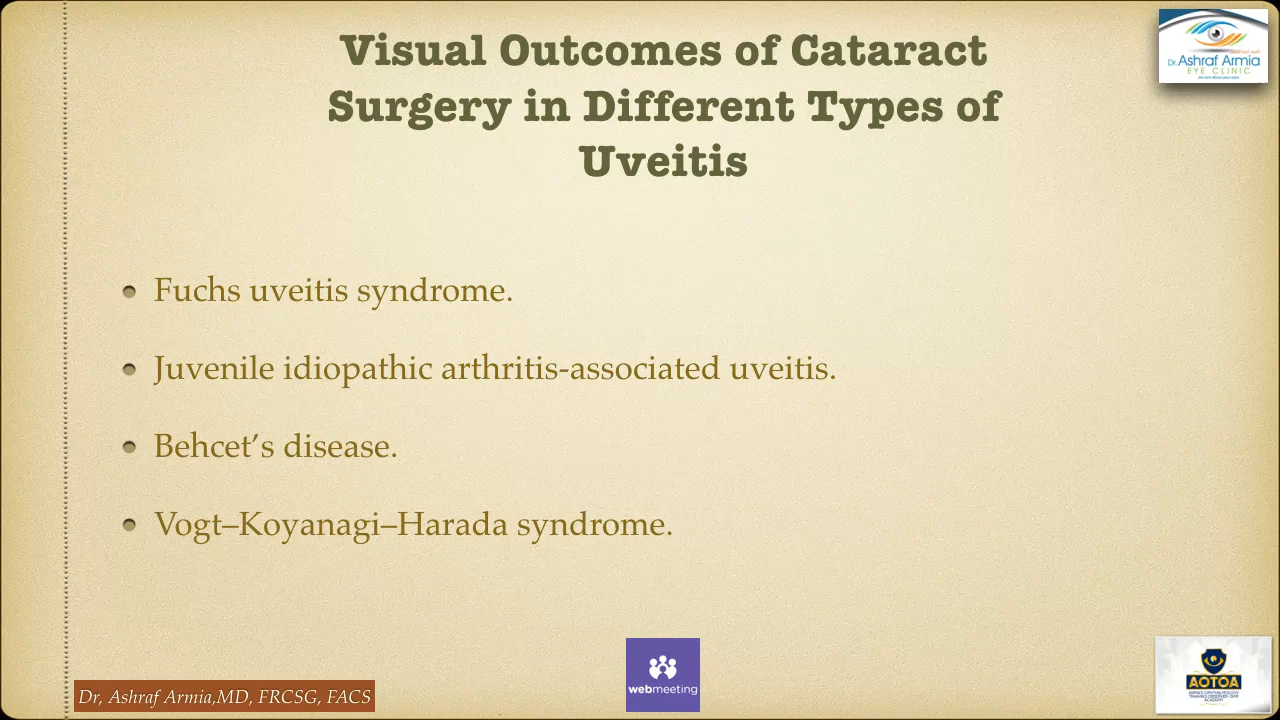 Visual Outcomes of Cataract
Surgery in Different Types of
Uveitis
Dr. Ashraf Armia
EYE CLINIC
Fuchs uveitis syndrome.
Juvenile idiopathic arthritis-associated uveitis.
Behcet’s disease.
Vogt–Koyanagi–Harada syndrome.
Dr, Ashraf Armia,MD, FRCSG, FACS
webmeeting
AOTOA